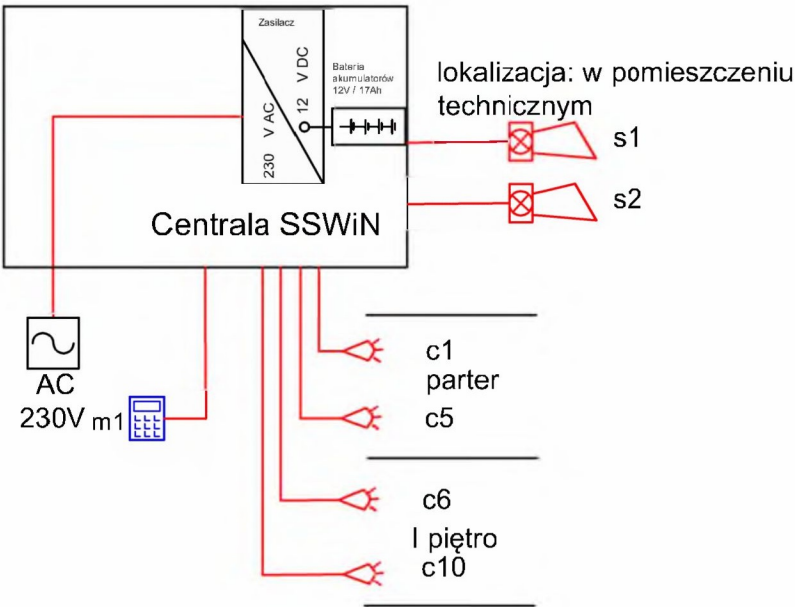 Zasilacz
230 V AC
12 V DC
Bateria
akumulatorów
12V / 17Ah
lokalizacja: w pomieszczeniu
technicznym
s1
s2
Centrala SSWiN
AC
230V
m1
c1
parter
c5
c6
I piętro
c10